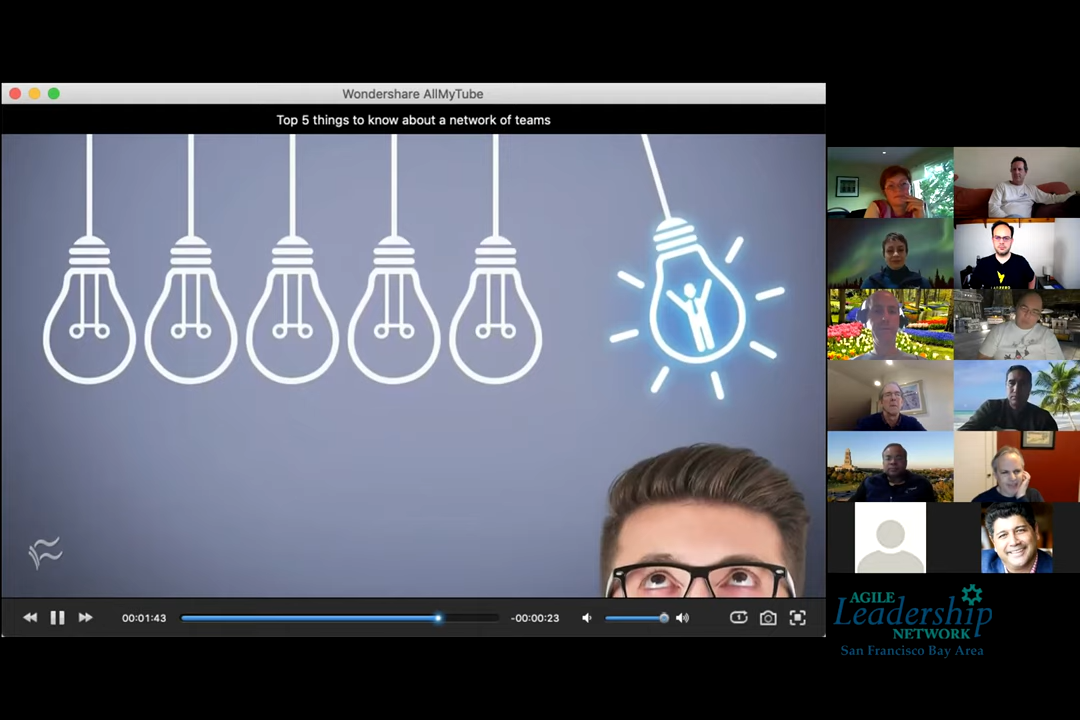 Wondershare AllMyTube
Top 5 things to know about a network of teams
00:01:43
-00:00:23
AGILE
Leadership
NETWORK
San Francisco Bay Area